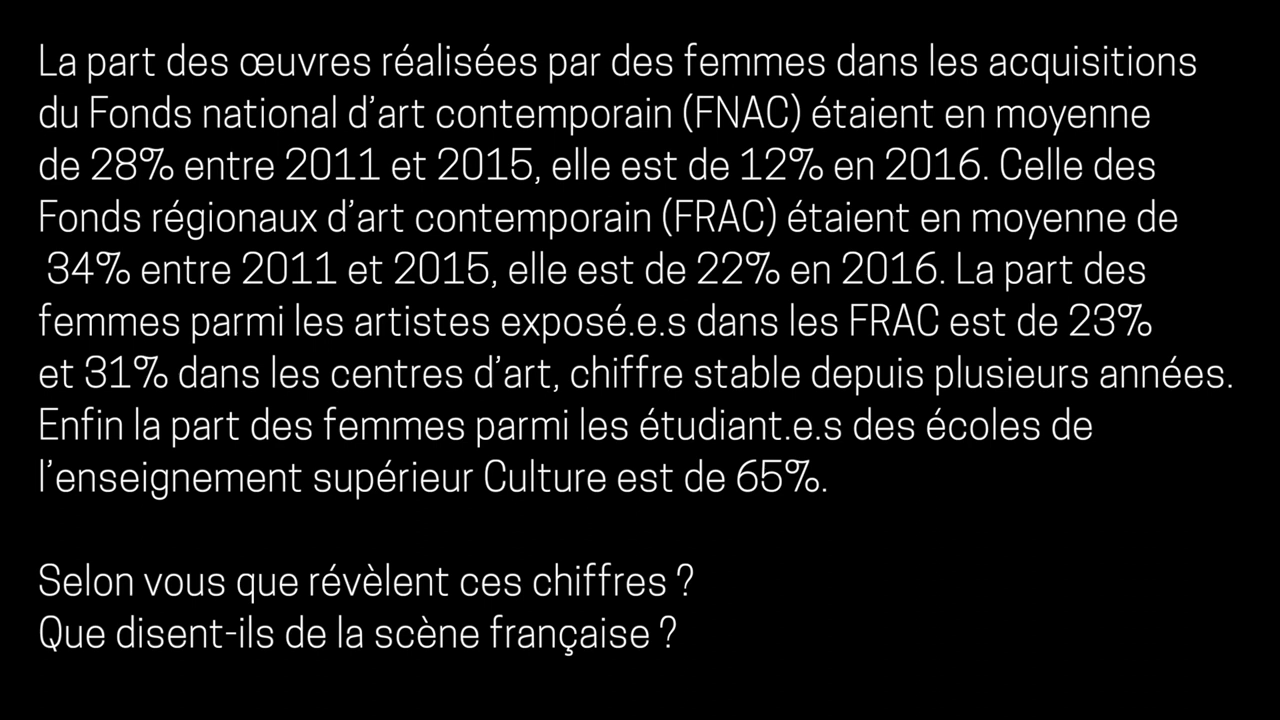 La part des œuvres réalisées par des femmes dans les acquisitions
du Fonds national d’art contemporain (FNAC) étaient en moyenne
de 28% entre 2011 et 2015, elle est de 12% en 2016. Celle des
Fonds régionaux d’art contemporain (FRAC) étaient en moyenne de
34% entre 2011 et 2015, elle est de 22% en 2016. La part des
femmes parmi les artistes exposé.e.s dans les FRAC est de 23%
et 31% dans les centres d’art, chiffre stable depuis plusieurs années.
Enfin la part des femmes parmi les étudiant.e.s des écoles de
l’enseignement supérieur Culture est de 65%.
Selon vous que révèlent ces chiffres ?
Que disent-ils de la scène française ?